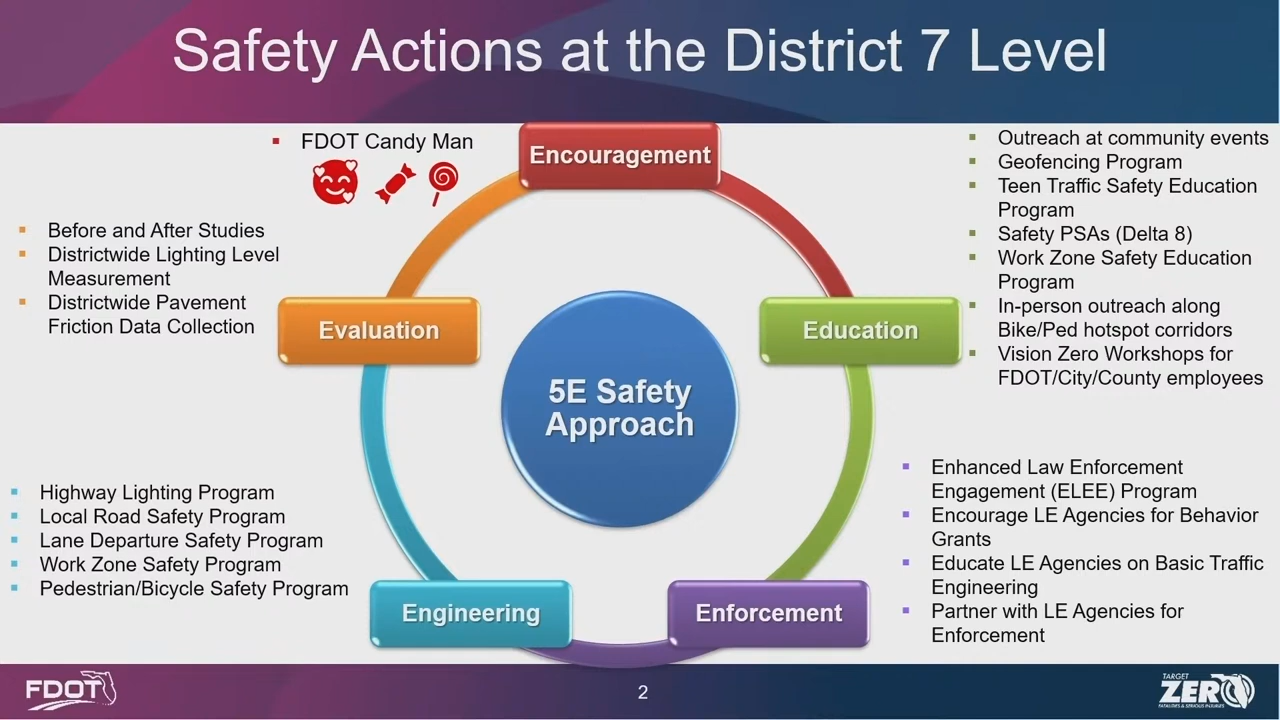 Safety Actions at the District 7 Level
FDOT Candy Man
Encouragement
Outreach at community events
Geofencing Program
Teen Traffic Safety Education
Program
Safety PSAs (Delta 8)
Work Zone Safety Education
Program
In-person outreach along
Bike/Ped hotspot corridors
Vision Zero Workshops for
FDOT/City/County employees
Before and After Studies
Districtwide Lighting Level
Measurement
Districtwide Pavement
Friction Data Collection
Evaluation
Education
5E Safety
Approach
Highway Lighting Program
Local Road Safety Program
Lane Departure Safety Program
Work Zone Safety Program
Pedestrian/Bicycle Safety Program
Engineering
Enforcement
Enhanced Law Enforcement
Engagement (ELEE) Program
Encourage LE Agencies for Behavior
Grants
Educate LE Agencies on Basic Traffic
Engineering
Partner with LE Agencies for
Enforcement
FDOT
2
TARGET
ZERO
FATALITIES & SERIOUS INJURIES